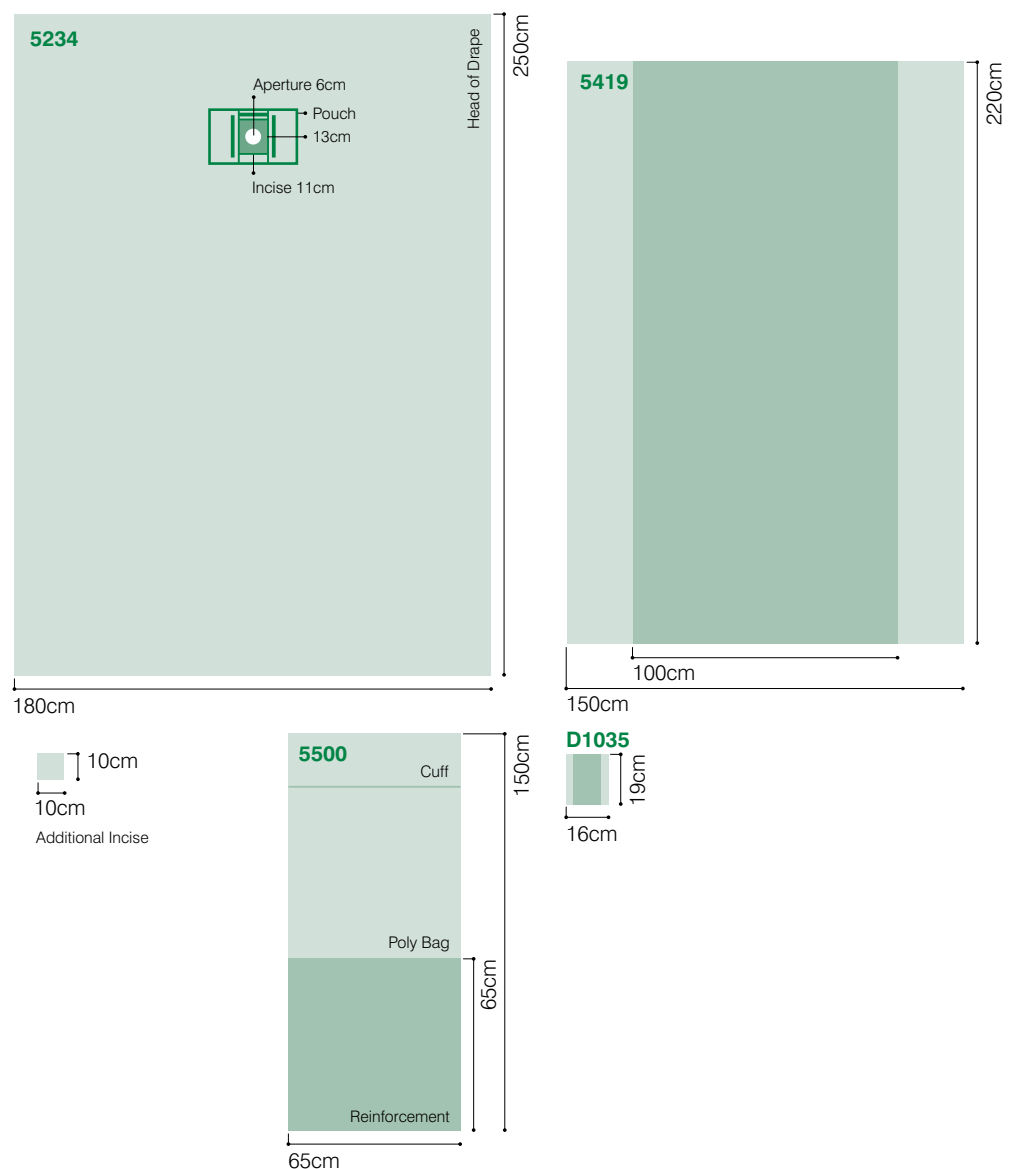 5234
Head of Drape
250cm
Aperture 6cm
Pouch
13cm
Incise 11cm
180cm
5419
220cm
100cm
150cm
10cm
10cm
Additional Incise
5500
Cuff
150cm
Poly Bag
65cm
Reinforcement
65cm
D1035
19cm
16cm